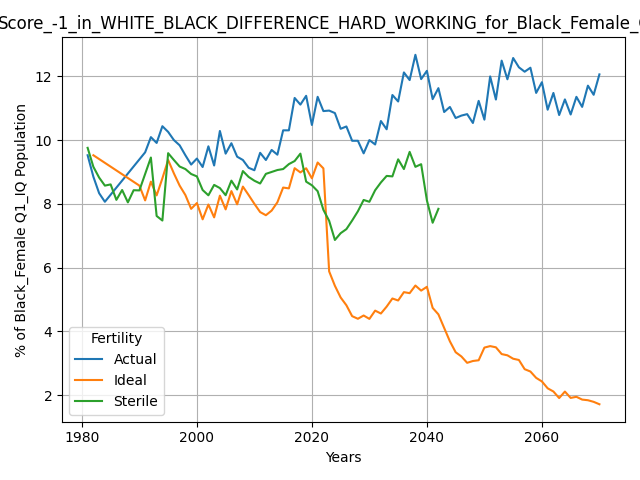 Score_-1_in_WHITE_BLACK_DIFFERENCE_HARD_WORKING_for_Black_Female_
% of Black_Female Q1_IQ Population
12
10
8
6
4
2
Fertility
Actual
Ideal
Sterile
1980 2000 2020 2040 2060
Years